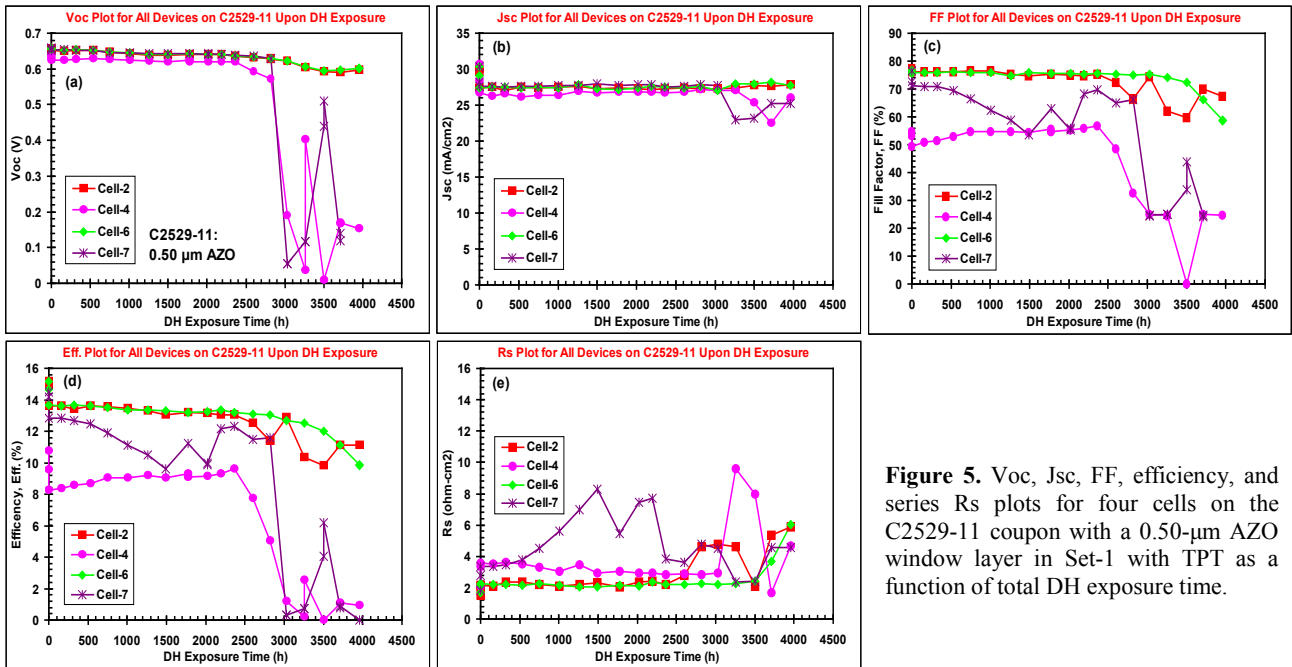 Voc Plot for All Devices on C2529-11 Upon DH Exposure
0.7
0.6
0.5
0.4
0.3
0.2
0.1
0
Voc (V)
(a)
Cell-2
Cell-4
Cell-6
Cell-7
C2529-11:
0.50 µm AZO
0 500 1000 1500 2000 2500 3000 3500 4000 4500
DH Exposure Time (h)
Jsc Plot for All Devices on C2529-11 Upon DH Exposure
35
30
25
20
15
10
5
0
Jsc (mA/cm2)
(b)
Cell-2
Cell-4
Cell-6
Cell-7
0 500 1000 1500 2000 2500 3000 3500 4000 4500
DH Exposure Time (h)
FF Plot for All Devices on C2529-11 Upon DH Exposure
90
80
70
60
50
40
30
20
10
0
Fill Factor, FF (%)
(c)
Cell-2
Cell-4
Cell-6
Cell-7
0 500 1000 1500 2000 2500 3000 3500 4000 4500
DH Exposure Time (h)
Eff. Plot for All Devices on C2529-11 Upon DH Exposure
16
14
12
10
8
6
4
2
0
Efficency, Eff. (%)
(d)
Cell-2
Cell-4
Cell-6
Cell-7
0 500 1000 1500 2000 2500 3000 3500 4000 4500
DH Exposure Time (h)
Rs Plot for All Devices on C2529-11 Upon DH Exposure
14
12
10
8
6
4
2
0
Rs (ohm-cm2)
(e)
Cell-2
Cell-4
Cell-6
Cell-7
0 500 1000 1500 2000 2500 3000 3500 4000 4500
DH Exposure Time (h)
Figure 5. Voc, Jsc, FF, efficiency, and
series Rs plots for four cells on the
C2529-11 coupon with a 0.50-µm AZO
window layer in Set-1 with TPT as a
function of total DH exposure time.